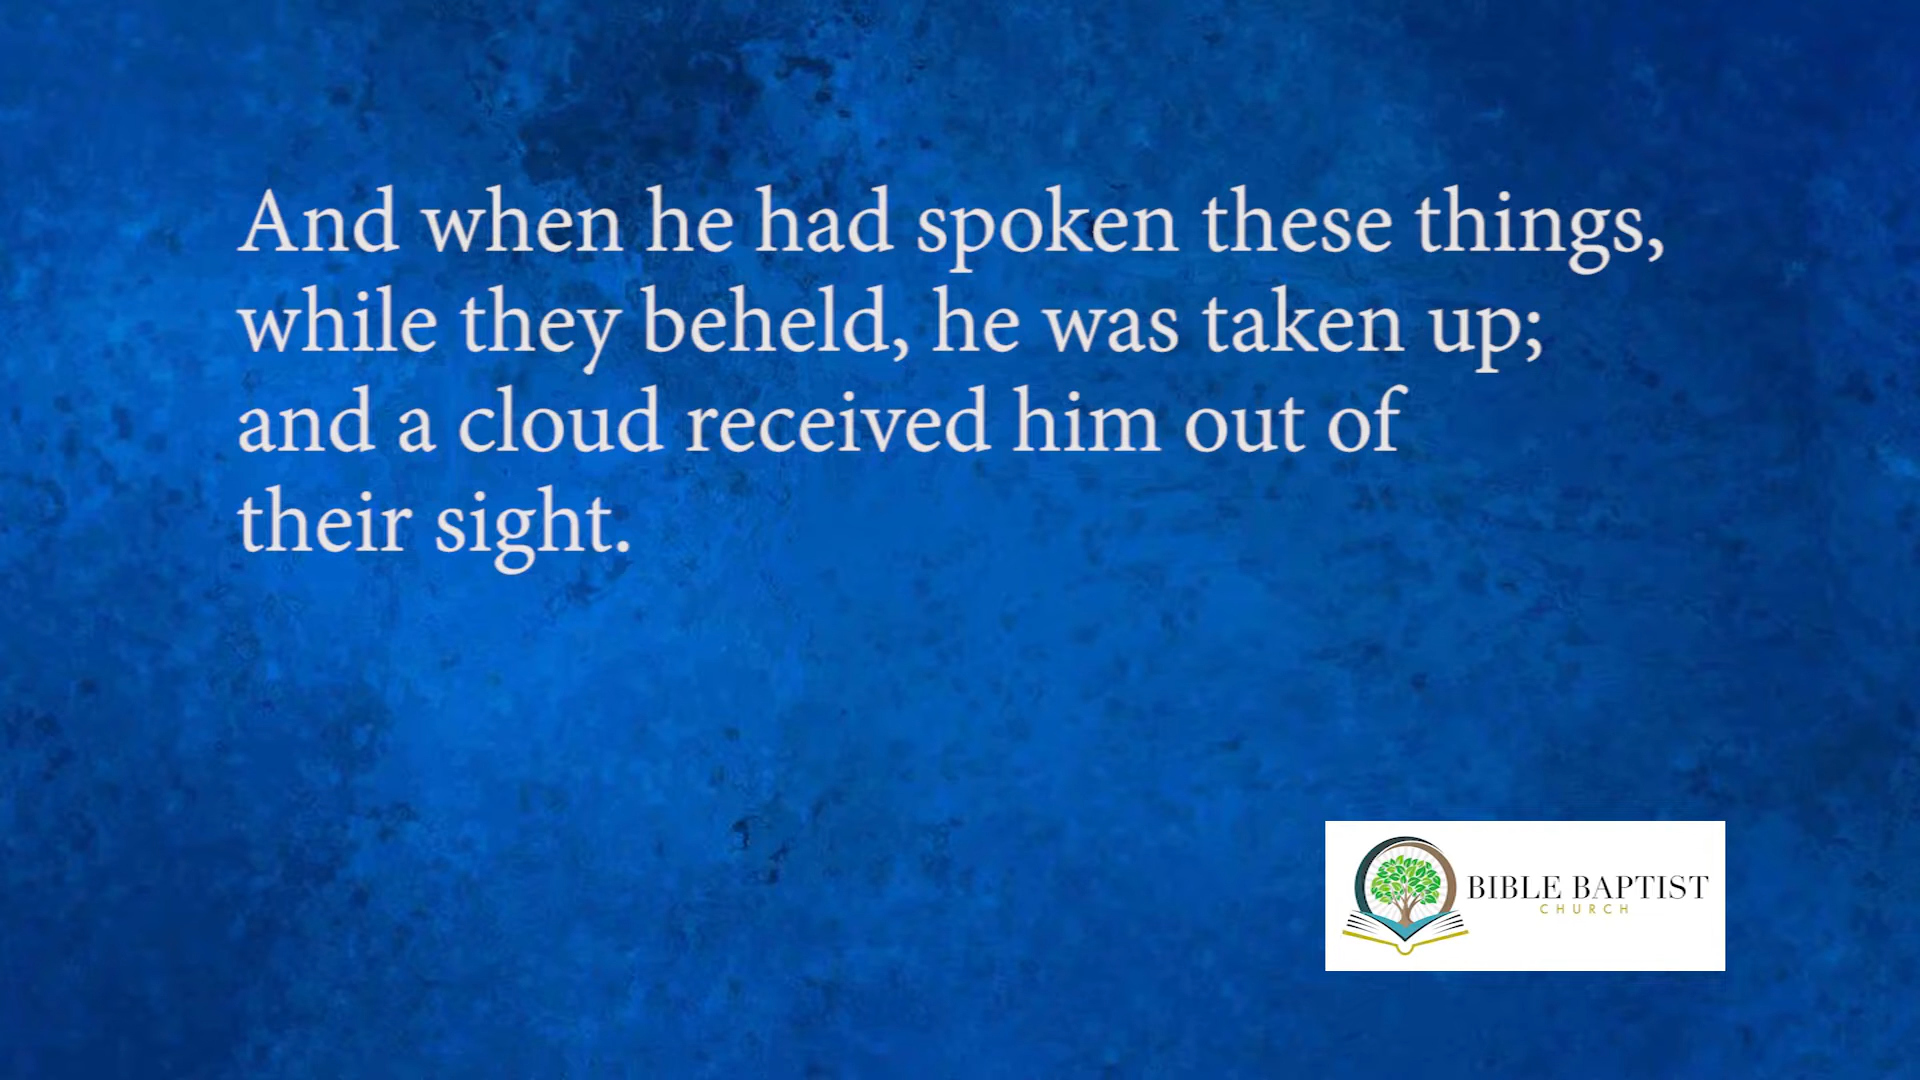 And when he had spoken these things,
while they beheld, he was taken up;
and a cloud received him out of
their sight.
BIBLE BAPTIST
CHURCH